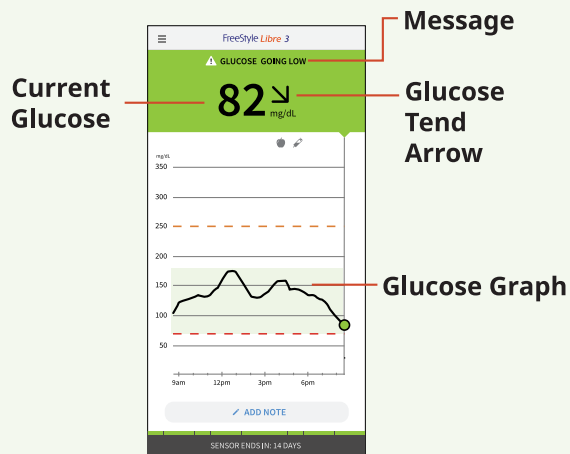 Message
FreeStyle Libre 3
GLUCOSE GOING LOW
Current
Glucose
82
mg/dL
Glucose
Tend
Arrow
mg/dL
350
300
250
200
150
100
50
Glucose Graph
9am 12pm 3pm 6pm
ADD NOTE
SENSOR ENDS IN: 14 DAYS